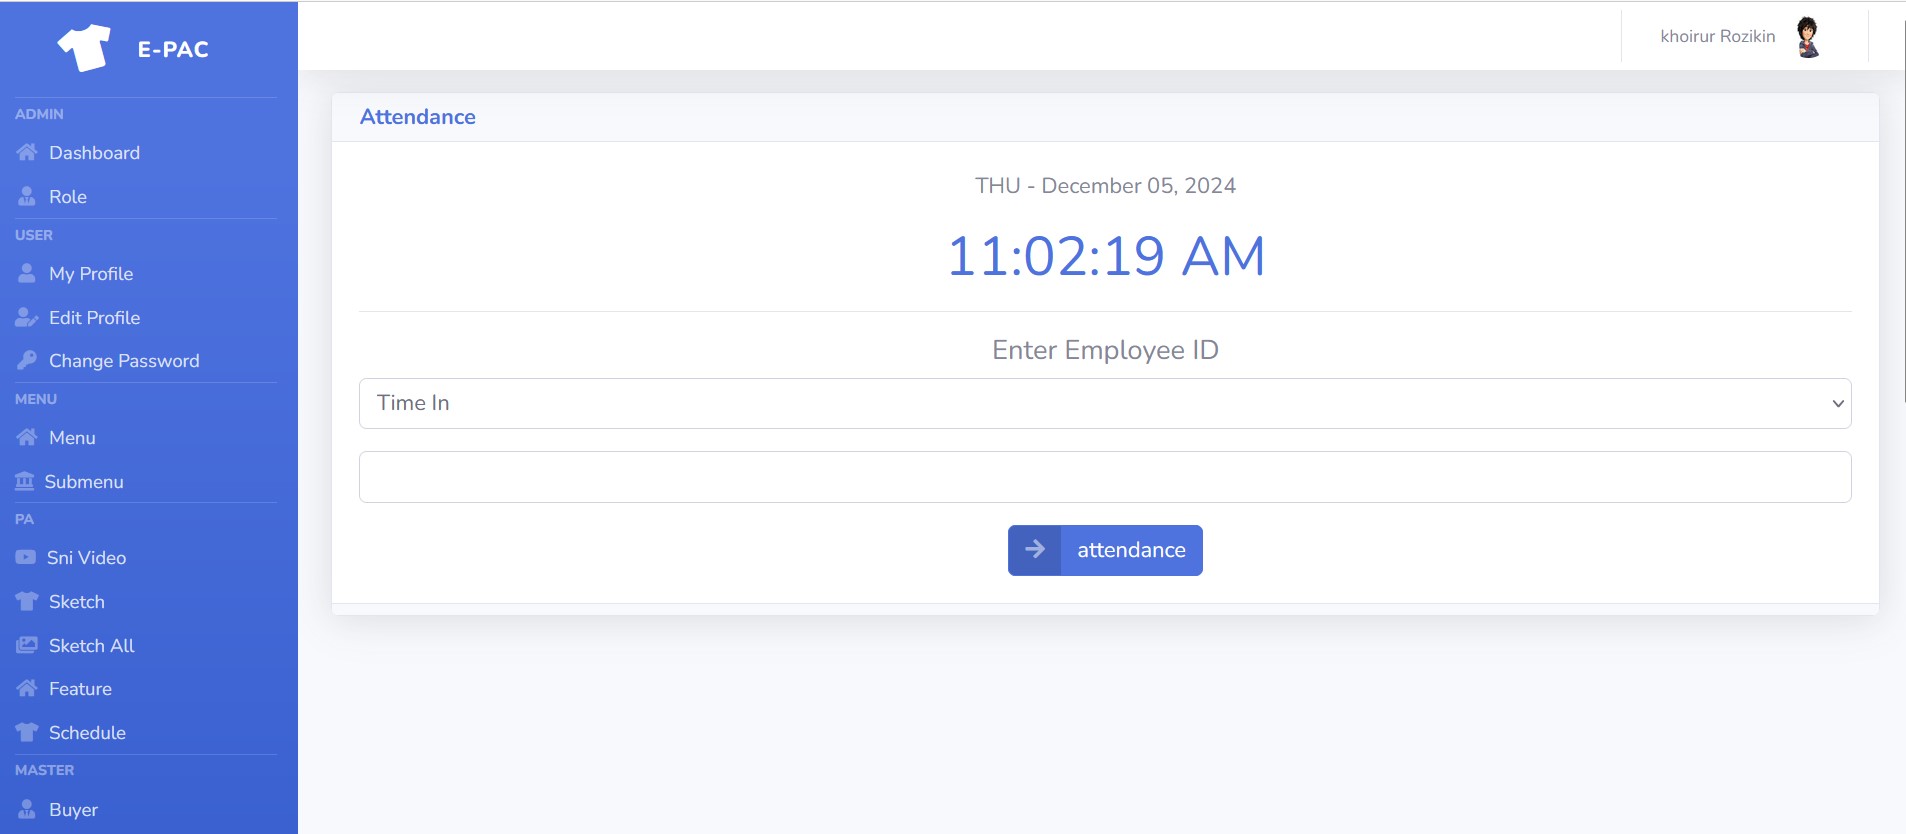 E-PAC
ADMIN
Dashboard
Role
USER
My Profile
Edit Profile
Change Password
MENU
Menu
Submenu
PA
Sni Video
Sketch
Sketch All
Feature
Schedule
MASTER
Buyer
khoirur Rozikin
Attendance
THU - December 05, 2024
11:02:19 AM
Enter Employee ID
Time In
attendance